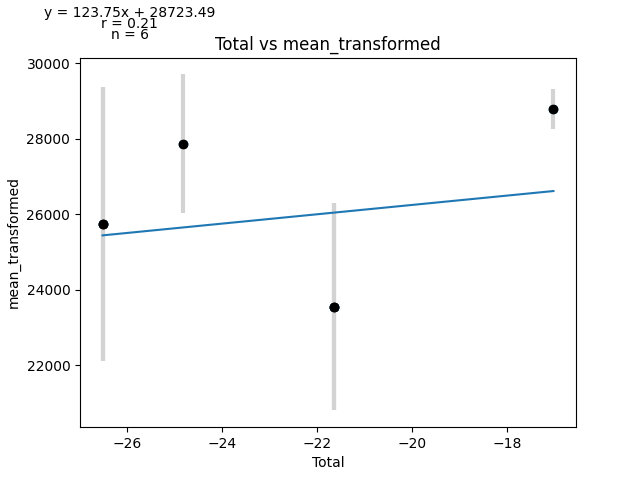 y = 123.75x + 28723.49
r = 0.21
n = 6
Total vs mean_transformed
30000
28000
26000
24000
22000
mean_transformed
−26
−24
−22
−20
−18
Total